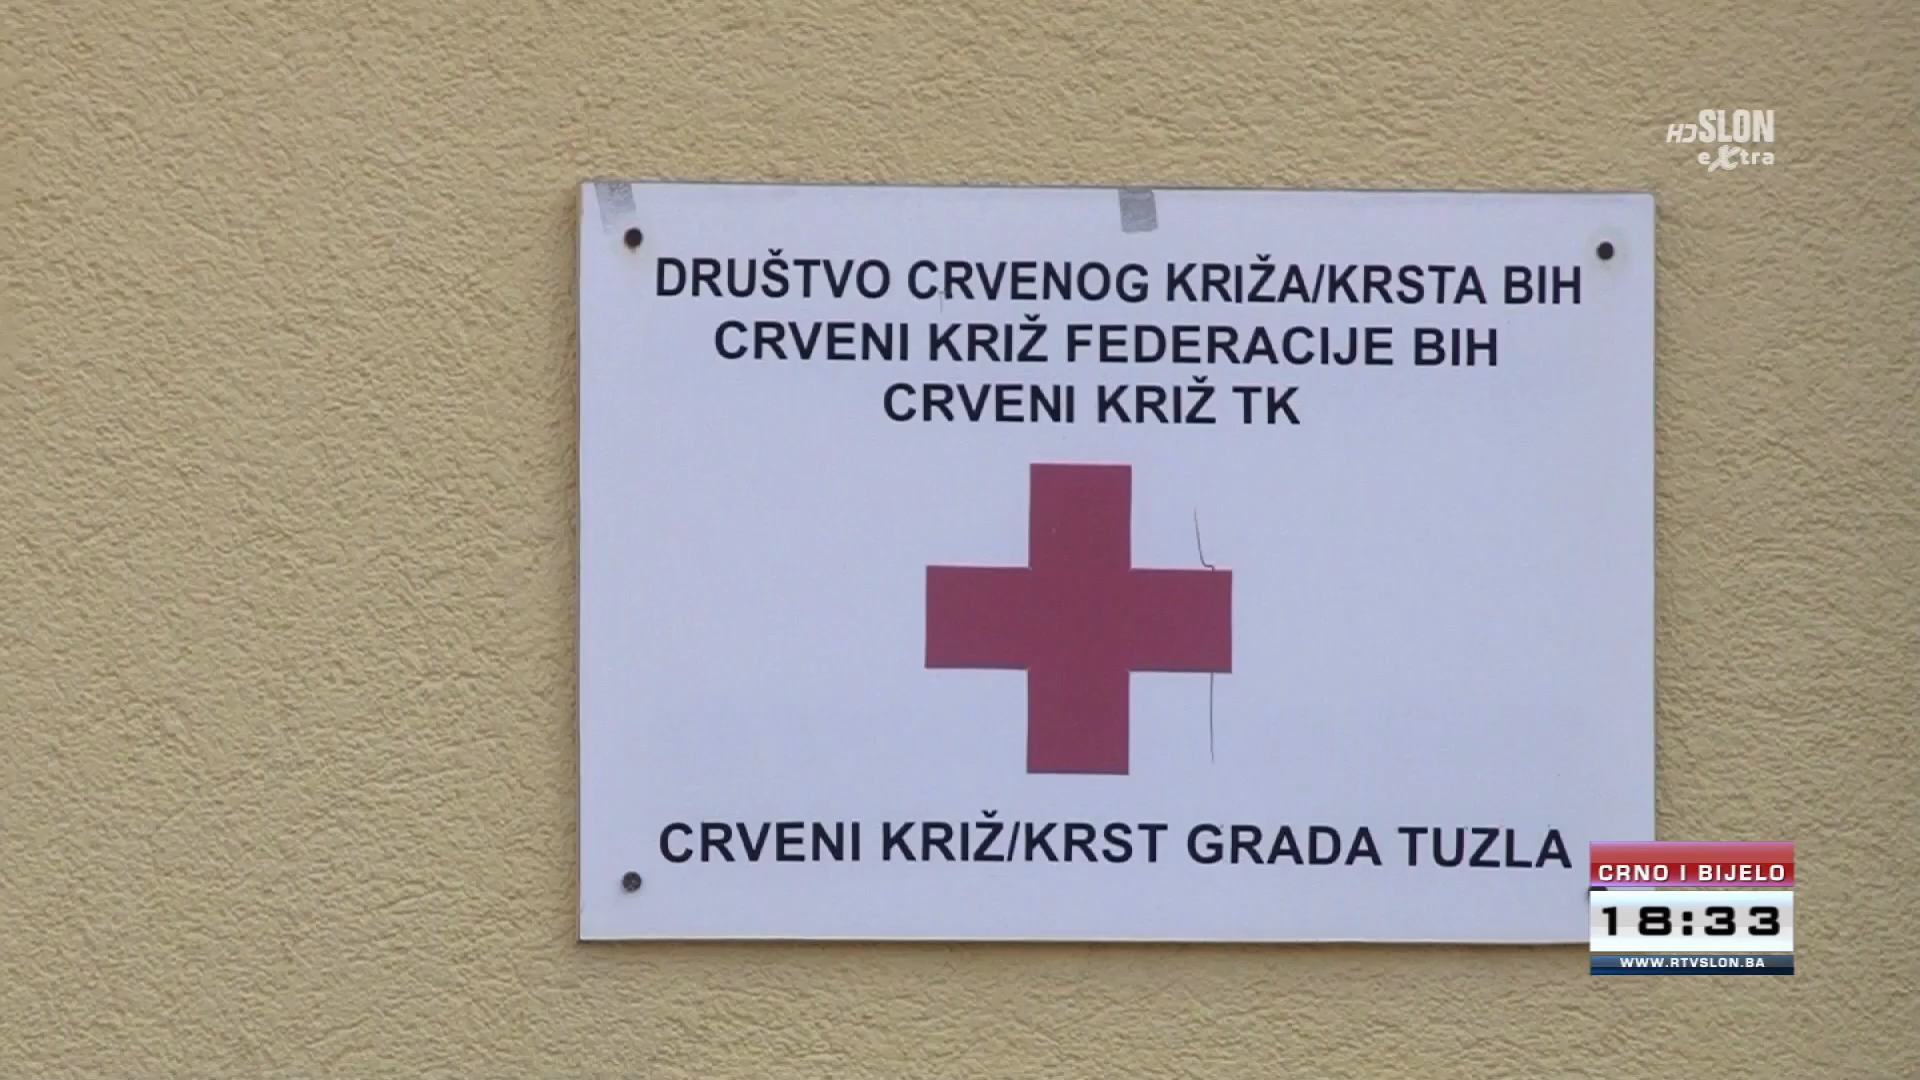 HD SLON
extra
DRUŠTVO CRVENOG KRIŽA/KRSTA BIH
CRVENI KRIŽ FEDERACIJE BIH
CRVENI KRIŽ TK
CRVENI KRIŽ/KRST GRADA TUZLA
CRNO I BIJELO
18:33
WWW.RTVSLON.BA